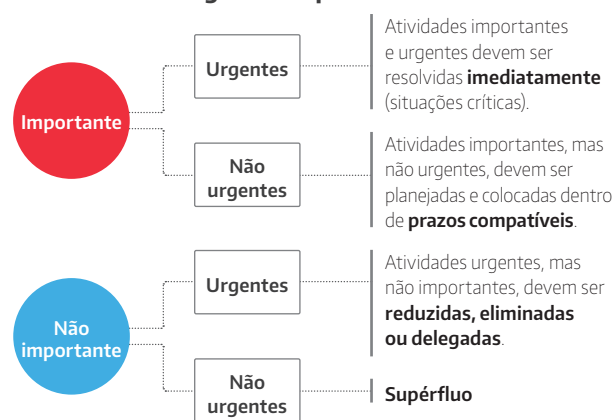 Importante
Urgentes
Atividades importantes
e urgentes devem ser
resolvidas imediatamente
(situações críticas).
Não
urgentes
Atividades importantes, mas
não urgentes, devem ser
planejadas e colocadas dentro
de prazos compatíveis.
Não
importante
Urgentes
Atividades urgentes, mas
não importantes, devem ser
reduzidas, eliminadas
ou delegadas.
Não
urgentes
Supérfluo